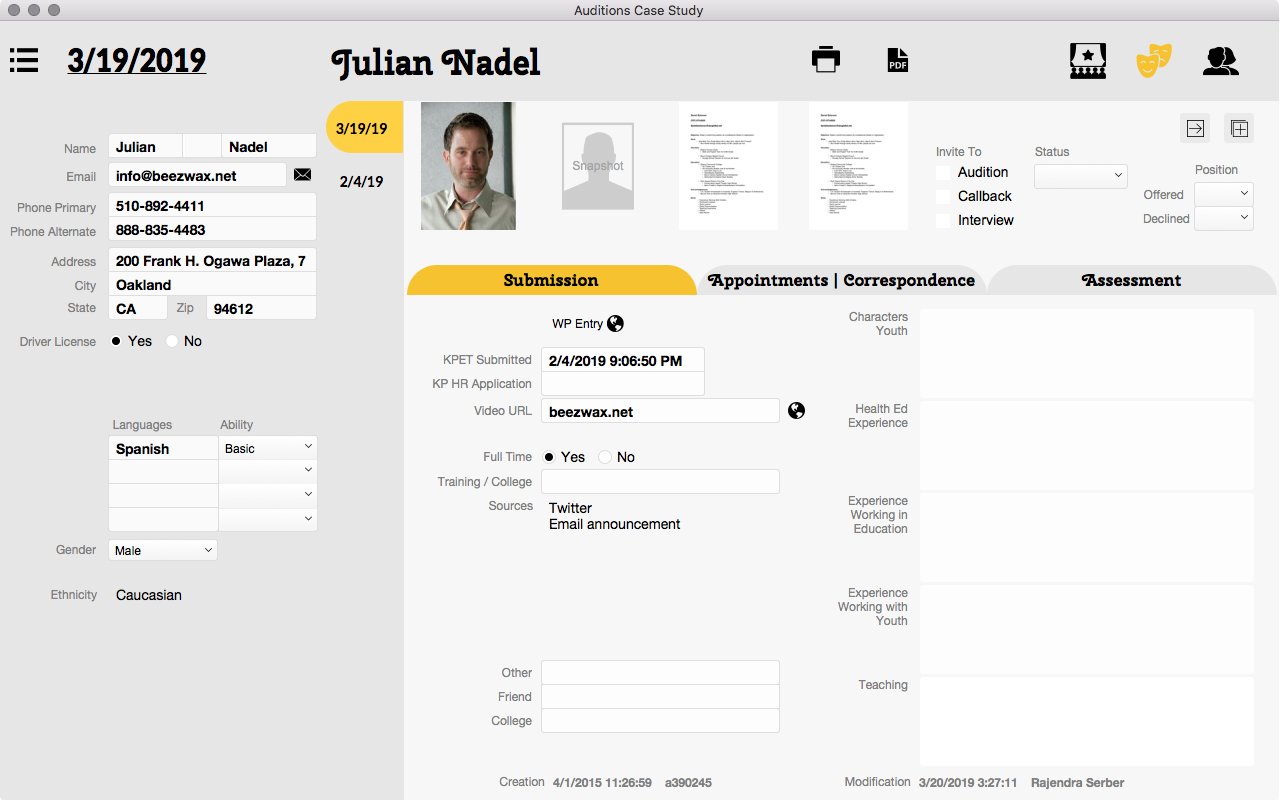 Auditions Case Study
3/19/2019
Julian Nadel
PDF
3/19/19
2/4/19
Name Julian Nadel
Email info@beezwax.net
Phone Primary 510-892-4411
Phone Alternate 888-835-4483
Address 200 Frank H. Ogawa Plaza, 7
City Oakland
State CA Zip 94612
Driver License Yes No
Languages Ability
Spanish Basic
Gender Male
Ethnicity Caucasian
Snapshot
Invite To Status
Audition
Callback
Interview
Position
Offered
Declined
Submission Appointments | Correspondence Assessment
WP Entry
KPET Submitted 2/4/2019 9:06:50 PM
KP HR Application
Video URL beezwax.net
Full Time Yes No
Training / College
Sources Twitter
Email announcement
Other
Friend
College
Characters
Youth
Health Ed
Experience
Experience
Working in
Education
Experience
Working with
Youth
Teaching
Creation 4/1/2015 11:26:59 a390245 Modification 3/20/2019 3:27:11 Rajendra Serber